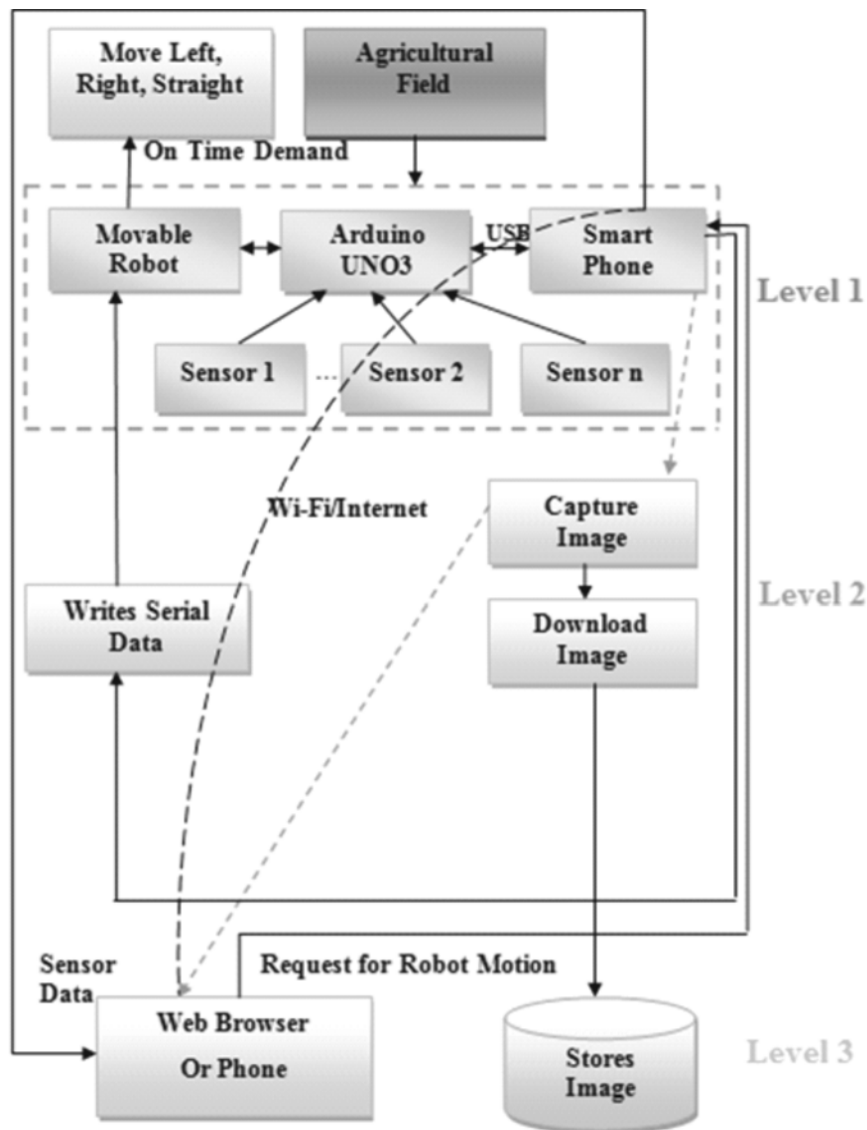 Move Left,
Right, Straight
Agricultural
Field
On Time Demand
Movable
Robot
Arduino
UNO3
USB
Smart
Phone
Level 1
Sensor 1
Sensor 2
Sensor n
Wi-Fi/Internet
Capture
Image
Writes Serial
Data
Download
Image
Level 2
Sensor
Data
Request for Robot Motion
Web Browser
Or Phone
Stores
Image
Level 3